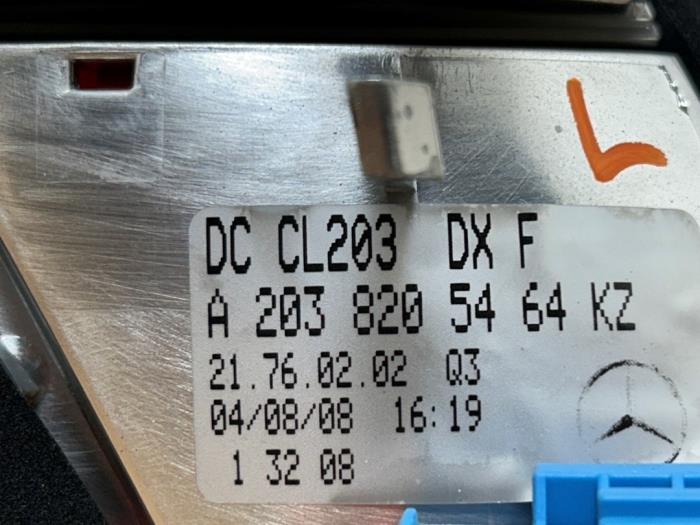 L
DC CL203 DX F
A 203 820 54 64 KZ
21.76.02.02 Q3
04/08/08 16:19
1 32 08